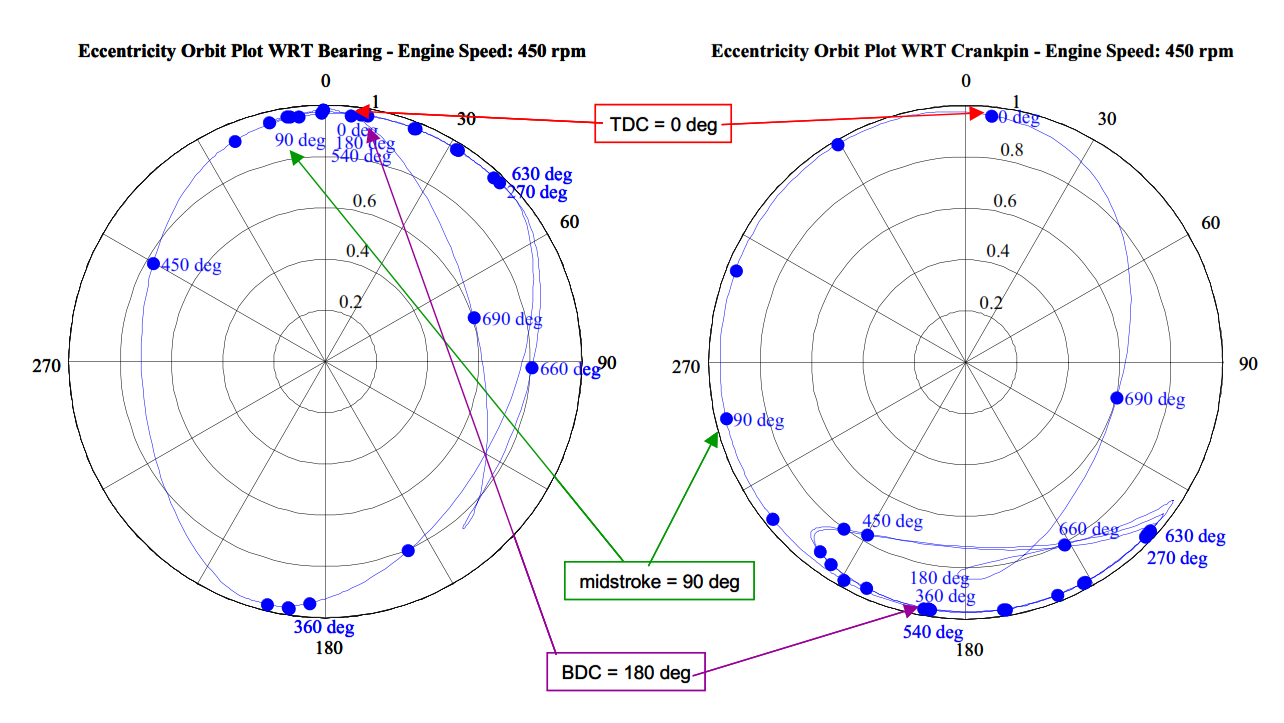 Eccentricity Orbit Plot WRT Bearing - Engine Speed: 450 rpm
0
1
30
60
90
180
270
0.6
0.4
0.2
0 deg
90 deg
180 deg
540 deg
630 deg
270 deg
450 deg
690 deg
660 deg
360 deg
Eccentricity Orbit Plot WRT Crankpin - Engine Speed: 450 rpm
0
1
30
60
90
180
270
0.8
0.6
0.4
0.2
0 deg
90 deg
690 deg
450 deg
660 deg
630 deg
270 deg
180 deg
360 deg
540 deg
TDC = 0 deg
midstroke = 90 deg
BDC = 180 deg